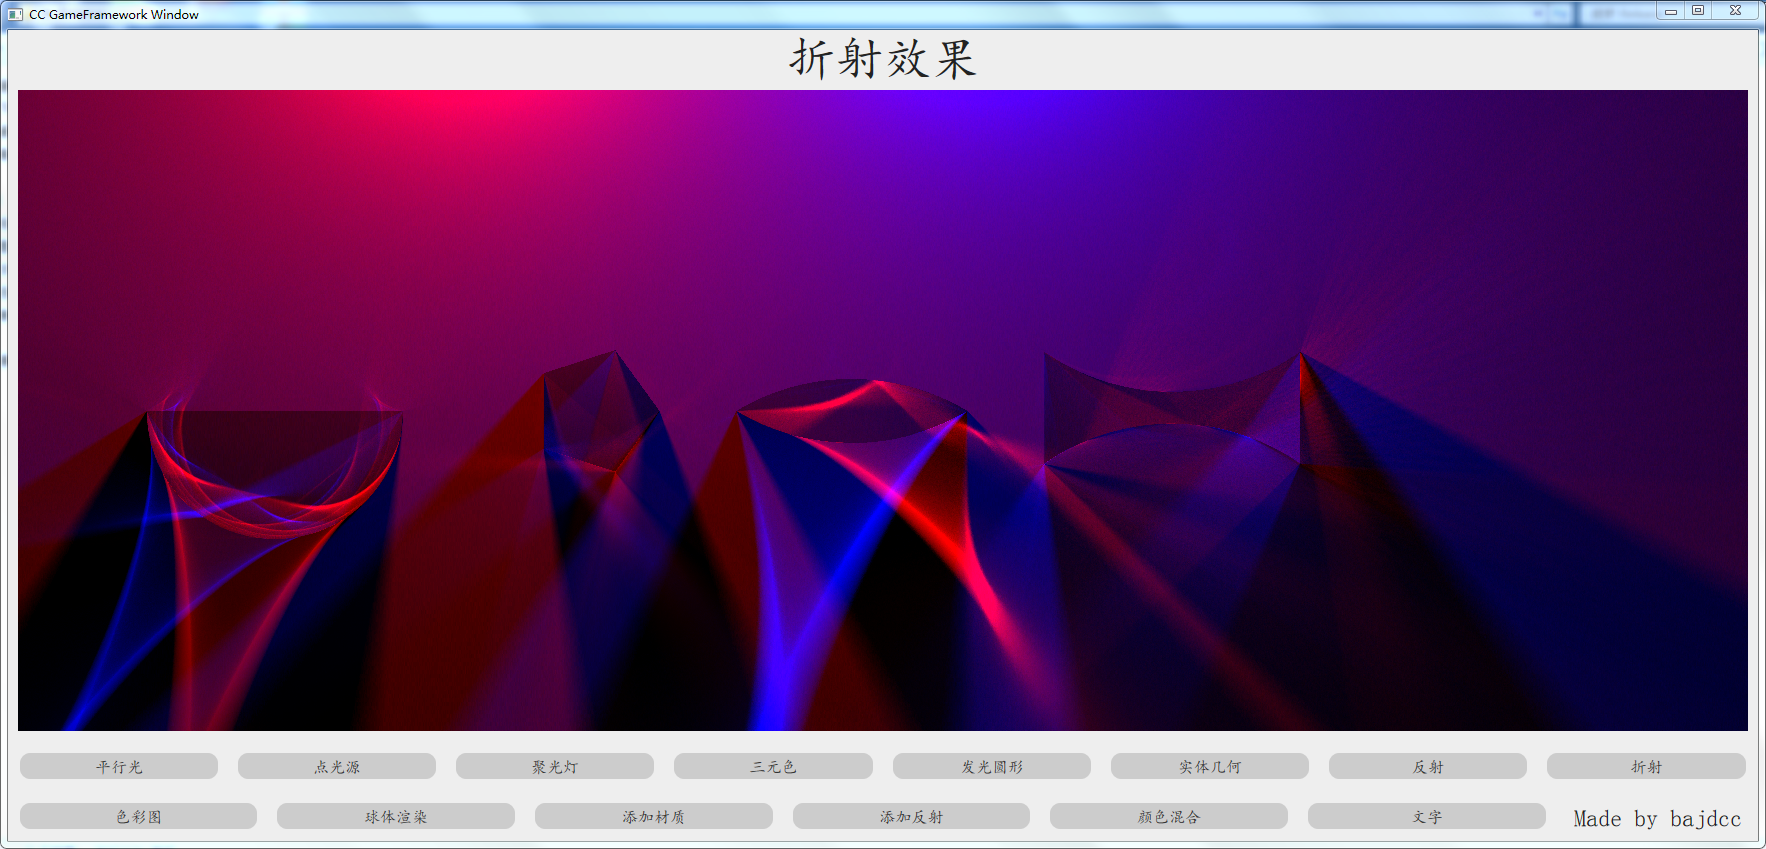 CC GameFramework Window
折射效果
平行光 点光源 聚光灯 三元色 发光圆形 实体几何 反射 折射
色彩图 球体渲染 添加材质 添加反射 颜色混合 文字 Made by bajdcc